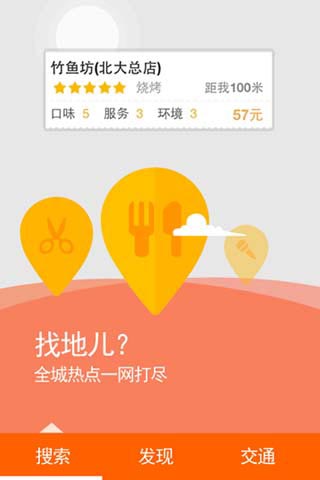 竹鱼坊(北大总店)
烧烤 距我100米
口味 5 服务 3 环境 3 57元
找地儿?
全城热点一网打尽
搜索 发现 交通